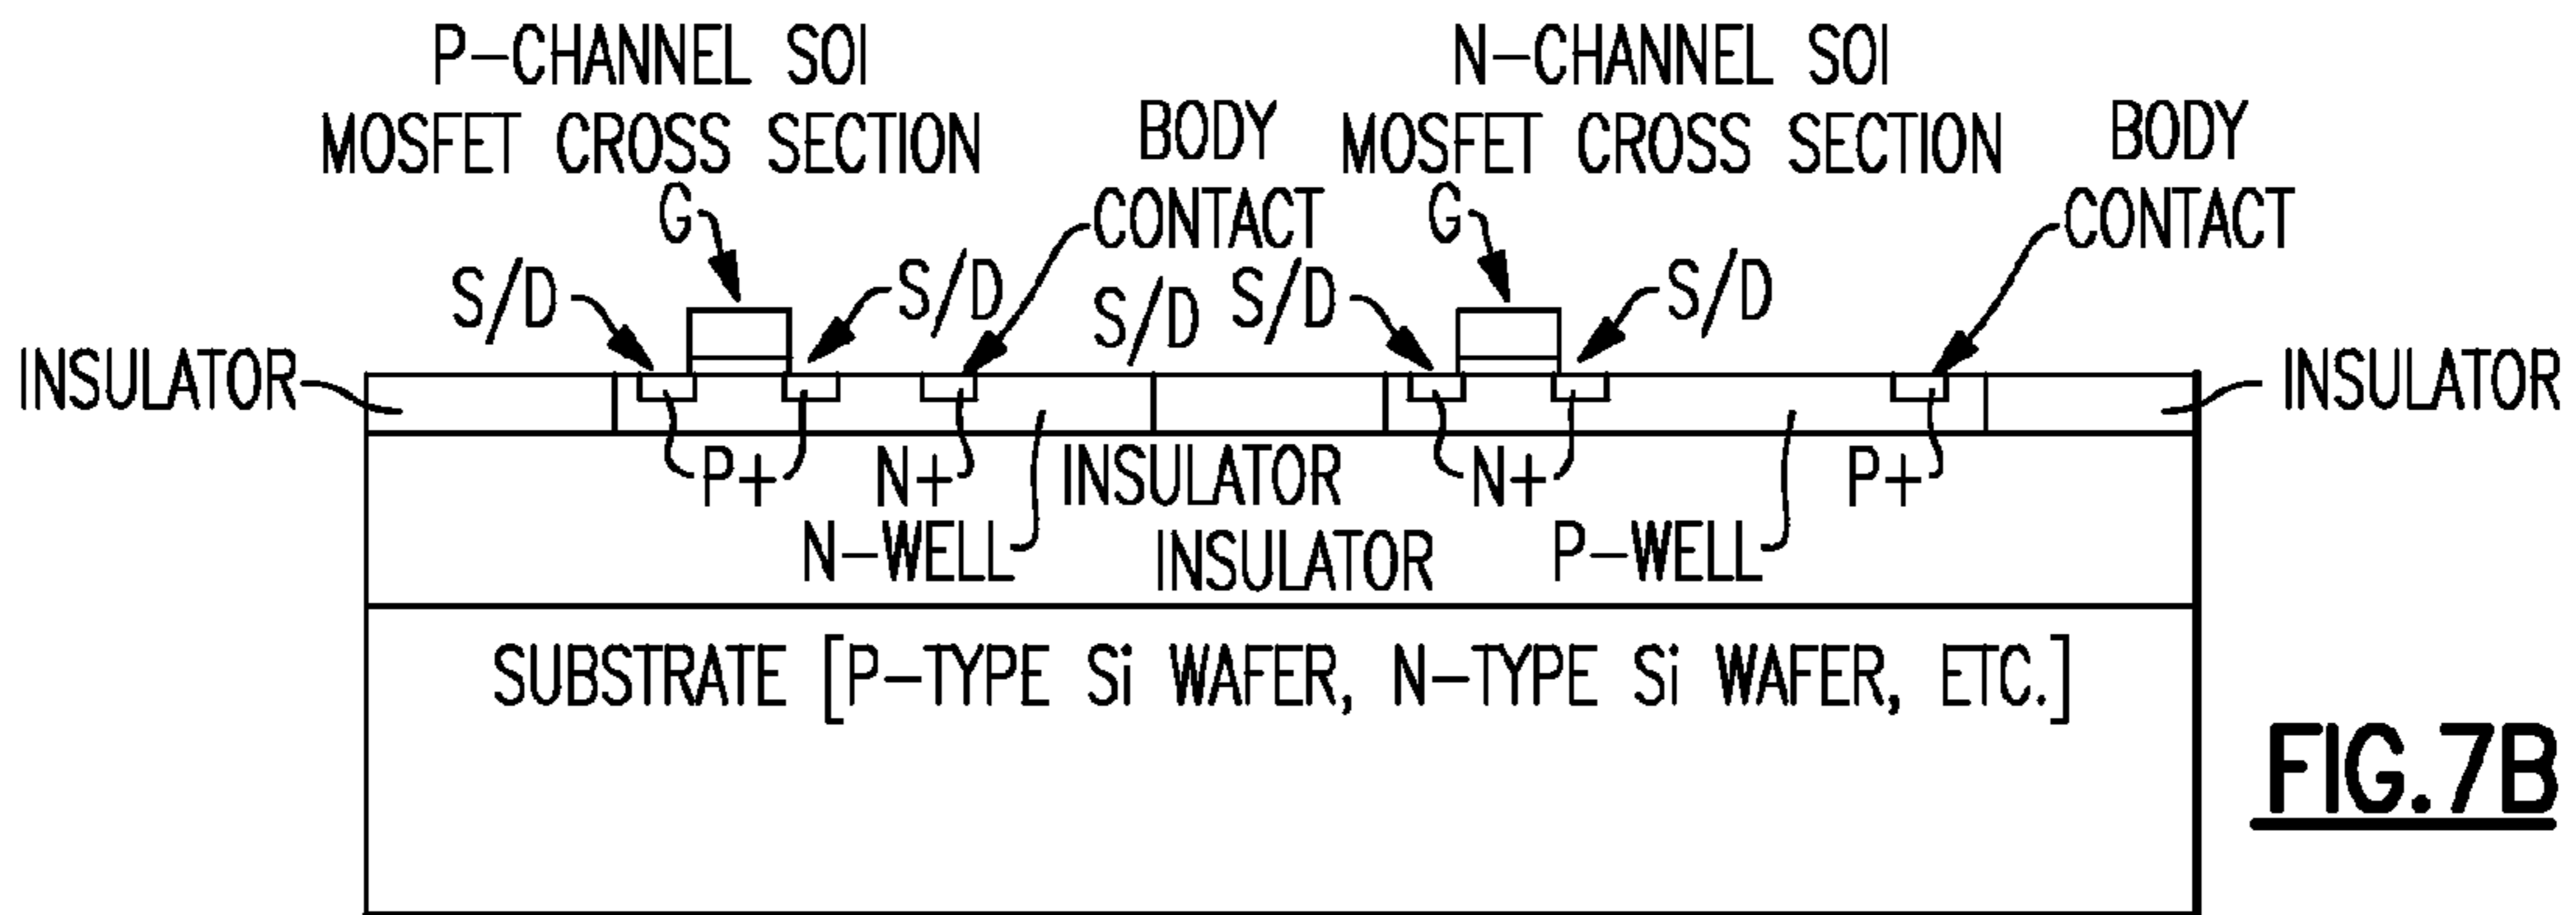 P-CHANNEL SOI
MOSFET CROSS SECTION
N-CHANNEL SOI
MOSFET CROSS SECTION
BODY
CONTACT
BODY
CONTACT
G
G
S/D
S/D
S/D
S/D
S/D
INSULATOR
INSULATOR
P+
N+
INSULATOR
N+
P+
N-WELL
INSULATOR
P-WELL
SUBSTRATE [P-TYPE Si WAFER, N-TYPE Si WAFER, ETC.]
FIG.7B